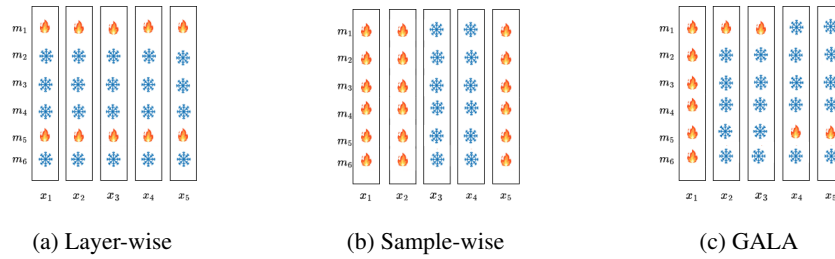 m1 m1 m1
m2 m2 m2
m3 m3 m3
m4 m4 m4
m5 m5 m5
m6 m6 m6
x1 x2 x3 x4 x5 x1 x2 x3 x4 x5 x1 x2 x3 x4 x5
(a) Layer-wise (b) Sample-wise (c) GALA